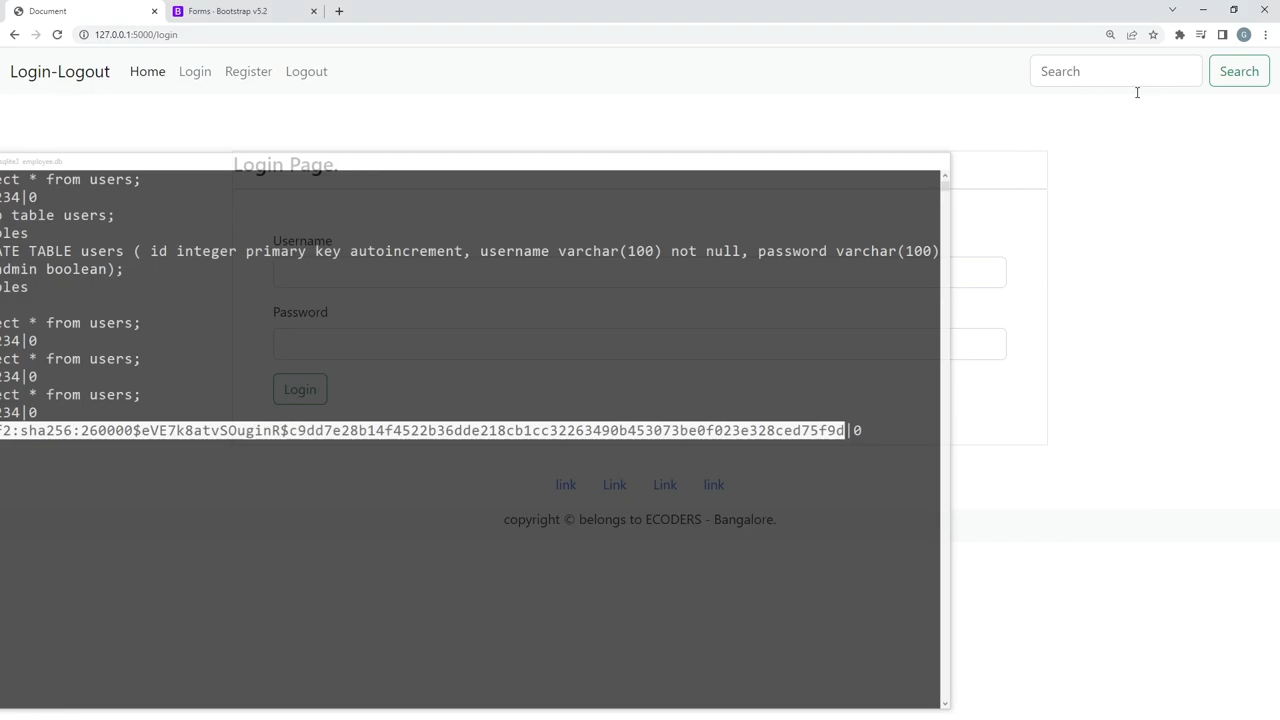 Document
Forms · Bootstrap v5.2
127.0.0.1:5000/login
G
Login-Logout Home Login Register Logout
Search
Search
Login Page.
sqlite3 employee.db
ect * from users;
234|0
table users;
bles
ATE TABLE users ( id integer primary key autoincrement, username varchar(100) not null, password varchar(100)
admin boolean);
bles
ect * from users;
234|0
ect * from users;
234|0
ect * from users;
234|0
f2:sha256:260000$eVE7k8atvSOuginR$c9dd7e28b14f4522b36dde218cb1cc32263490b453073be0f023e328ced75f9d|0
Username
Password
Login
link Link Link link
copyright © belongs to ECODERS - Bangalore.